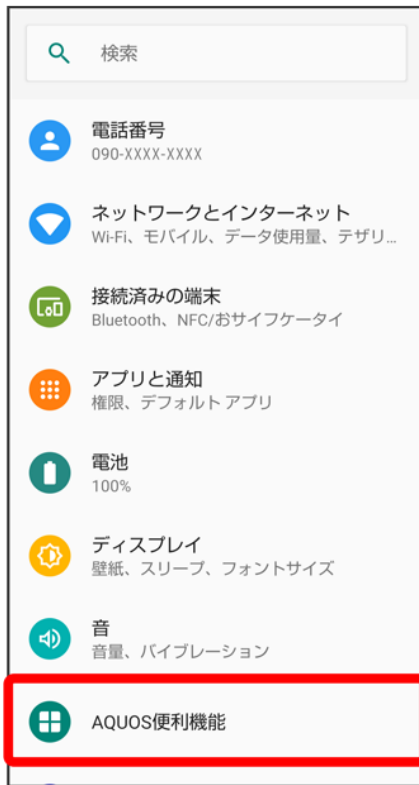 検索
電話番号
090-XXXX-XXXX
ネットワークとインターネット
Wi-Fi、モバイル、データ使用量、テザリ...
接続済みの端末
Bluetooth、NFC/おサイフケータイ
アプリと通知
権限、デフォルト アプリ
電池
100%
ディスプレイ
壁紙、スリープ、フォントサイズ
音
音量、バイブレーション
AQUOS便利機能